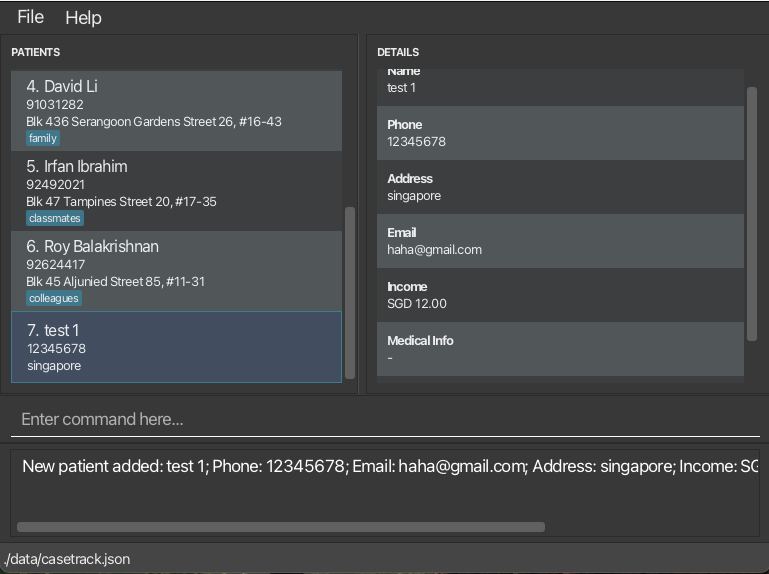 File Help
PATIENTS
4. David Li
91031282
Blk 436 Serangoon Gardens Street 26, #16-43
family
5. Irfan Ibrahim
92492021
Blk 47 Tampines Street 20, #17-35
classmates
6. Roy Balakrishnan
92624417
Blk 45 Aljunied Street 85, #11-31
colleagues
7. test 1
12345678
singapore
DETAILS
Name
test 1
Phone
12345678
Address
singapore
Email
haha@gmail.com
Income
SGD 12.00
Medical Info
-
Enter command here...
New patient added: test 1; Phone: 12345678; Email: haha@gmail.com; Address: singapore; Income: SG
./data/casetrack.json